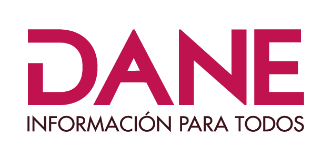 DANE
INFORMACIÓN PARA TODOS